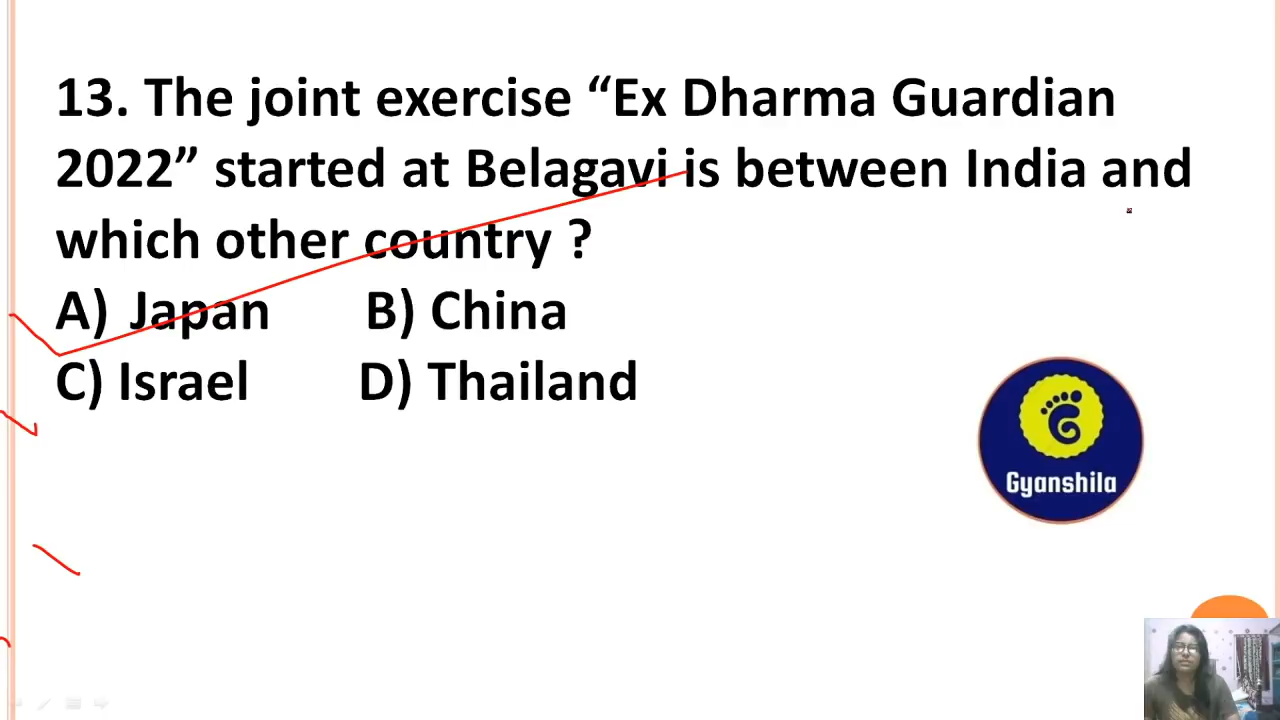 13. The joint exercise “Ex Dharma Guardian
2022” started at Belagavi is between India and
which other country ?
A) Japan B) China
C) Israel D) Thailand
Gyanshila